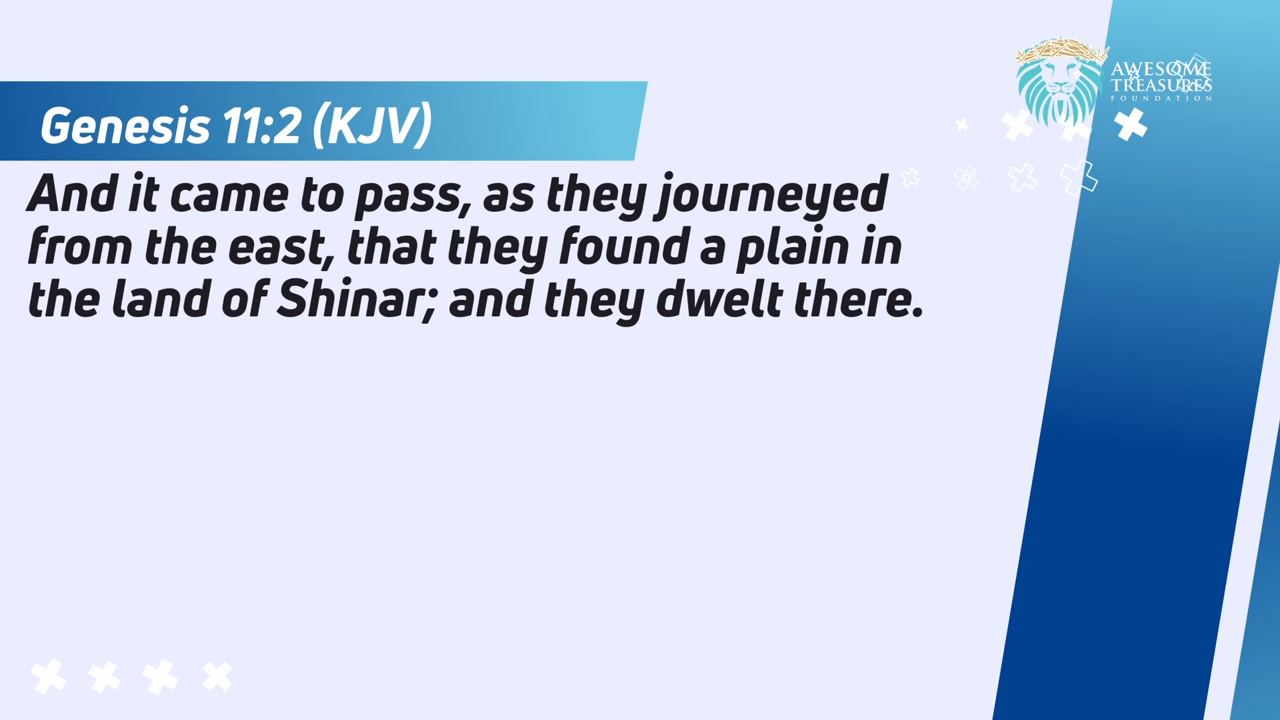 AWESOME
TREASURES
FOUNDATION
Genesis 11:2 (KJV)
And it came to pass, as they journeyed
from the east, that they found a plain in
the land of Shinar; and they dwelt there.